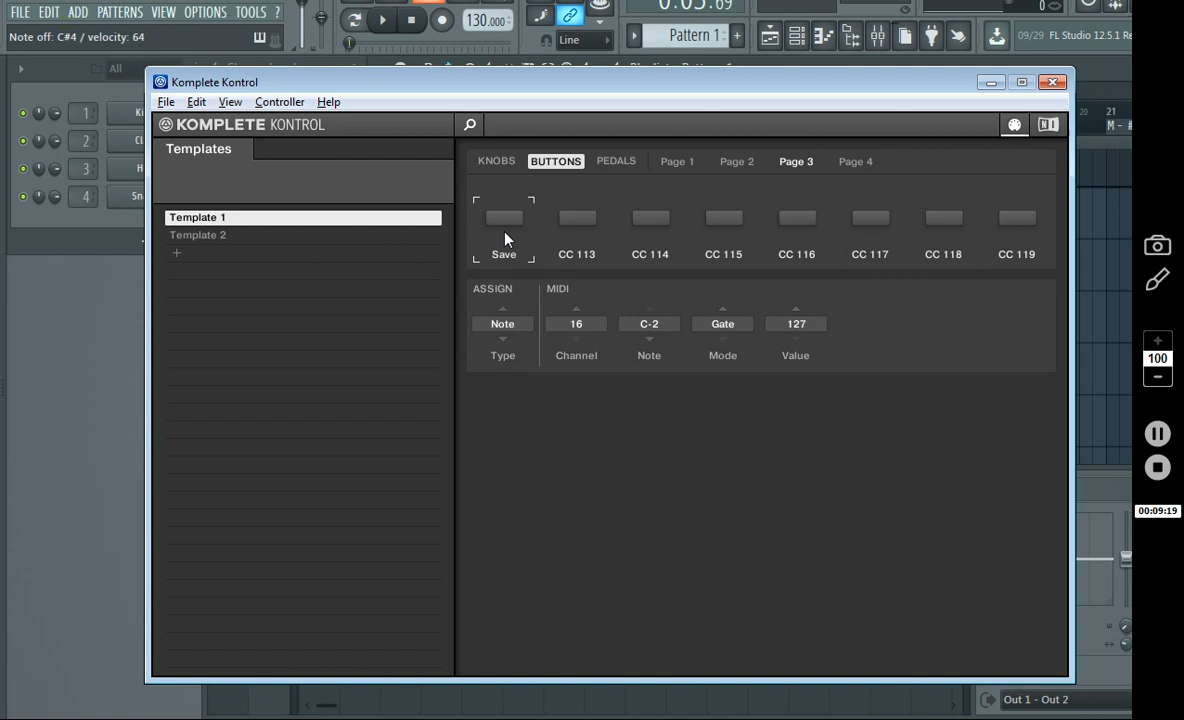 FILE EDIT ADD PATTERNS VIEW OPTIONS TOOLS ?
Note off: C#4 / velocity: 64
130.000
Line
Pattern 1
09/29 FL Studio 12.5.1 Re
All
1
2
3
4
20 21
Komplete Kontrol
File Edit View Controller Help
KOMPLETE KONTROL
Templates
Template 1
Template 2
+
KNOBS BUTTONS PEDALS Page 1 Page 2 Page 3 Page 4
Save CC 113 CC 114 CC 115 CC 116 CC 117 CC 118 CC 119
ASSIGN MIDI
Note 16 C-2 Gate 127
Type Channel Note Mode Value
100
00:09:19
Out 1 - Out 2